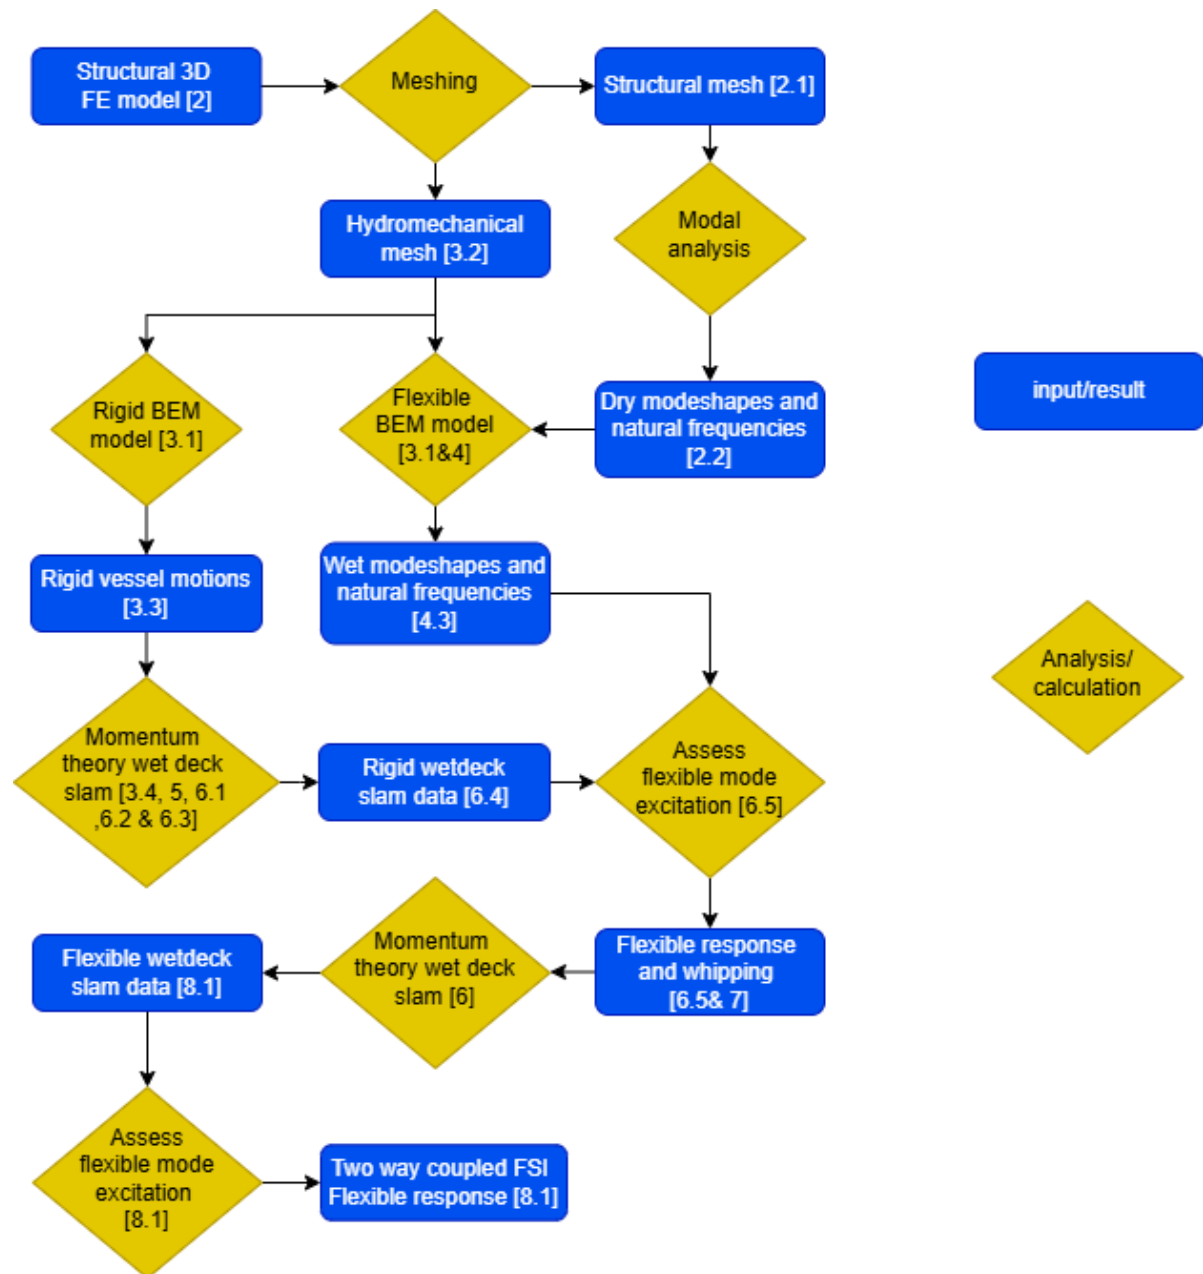 Structural 3D
FE model [2]
Meshing
Structural mesh [2.1]
Hydromechanical
mesh [3.2]
Modal
analysis
Rigid BEM
model [3.1]
Flexible
BEM model
[3.1&4]
Dry modeshapes and
natural frequencies
[2.2]
input/result
Rigid vessel motions
[3.3]
Wet modeshapes and
natural frequencies
[4.3]
Analysis/
calculation
Momentum
theory wet deck
slam [3.4, 5, 6.1
,6.2 & 6.3]
Rigid wetdeck
slam data [6.4]
Assess
flexible mode
excitation [6.5]
Flexible wetdeck
slam data [8.1]
Momentum
theory wet deck
slam [6]
Flexible response
and whipping
[6.5& 7]
Assess
flexible mode
excitation
[8.1]
Two way coupled FSI
Flexible response [8.1]